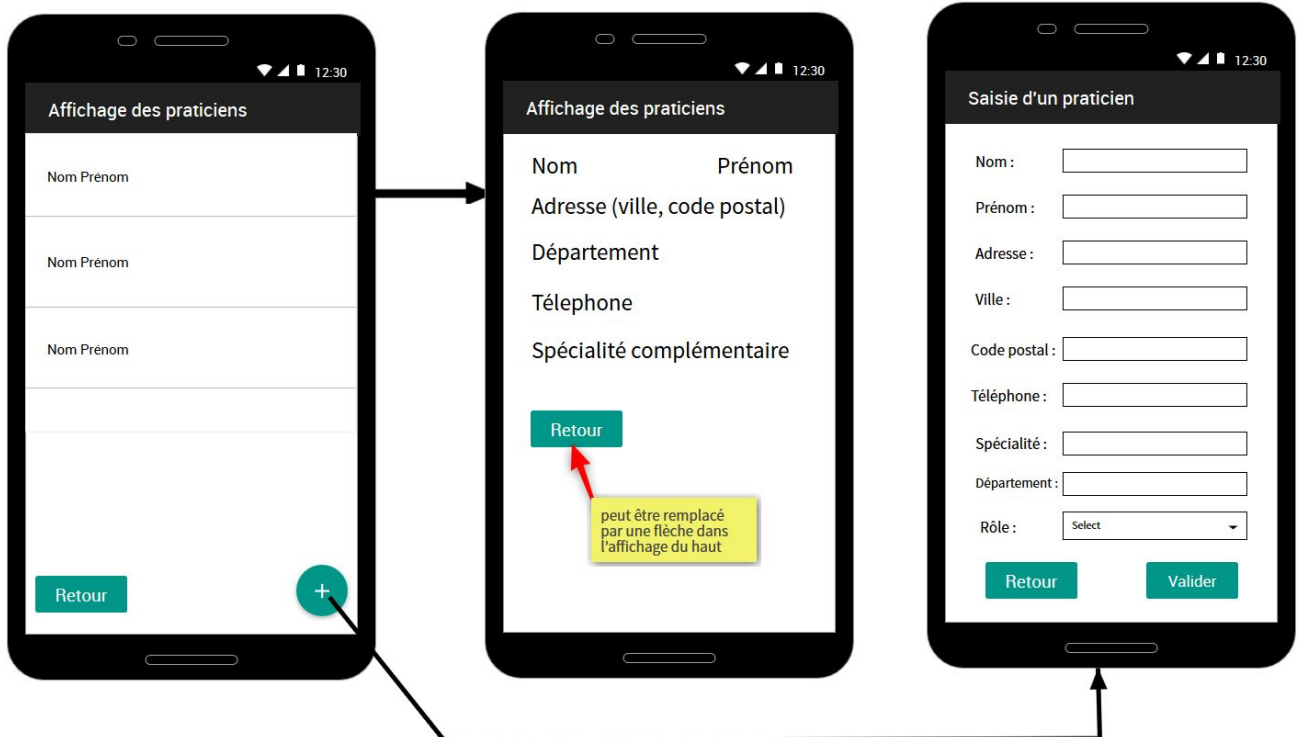 12:30
Affichage des praticiens
Nom Prénom
Nom Prénom
Nom Prénom
Retour
+
12:30
Affichage des praticiens
Nom Prénom
Adresse (ville, code postal)
Département
Télephone
Spécialité complémentaire
Retour
peut être remplacé
par une flèche dans
l'affichage du haut
12:30
Saisie d'un praticien
Nom :
Prénom :
Adresse :
Ville :
Code postal :
Téléphone :
Spécialité :
Département :
Rôle : Select
Retour Valider